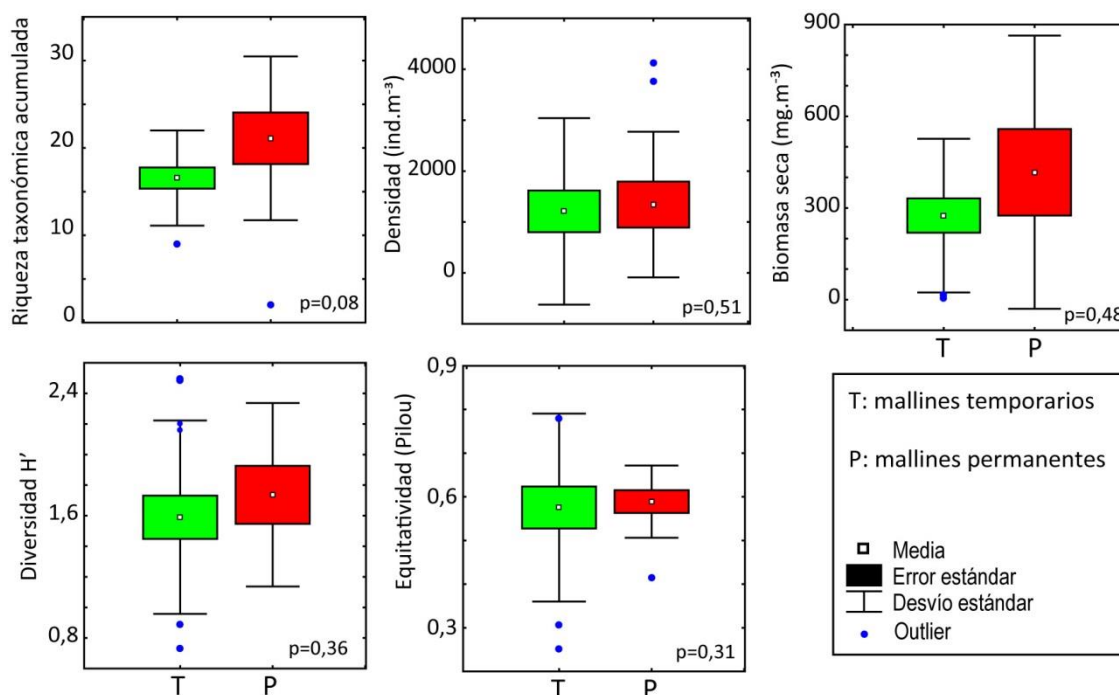 Riqueza taxonómica acumulada
30
20
10
0
p=0,08
Densidad (ind.m⁻³)
4000
2000
0
p=0,51
Biomasa seca (mg.m⁻³)
900
600
300
0
p=0,48
T
P
Diversidad H′
2,4
1,6
0,8
p=0,36
T
P
Equitatividad (Pilou)
0,9
0,6
0,3
p=0,31
T
P
T: mallines temporarios
P: mallines permanentes
Media
Error estándar
Desvío estándar
Outlier